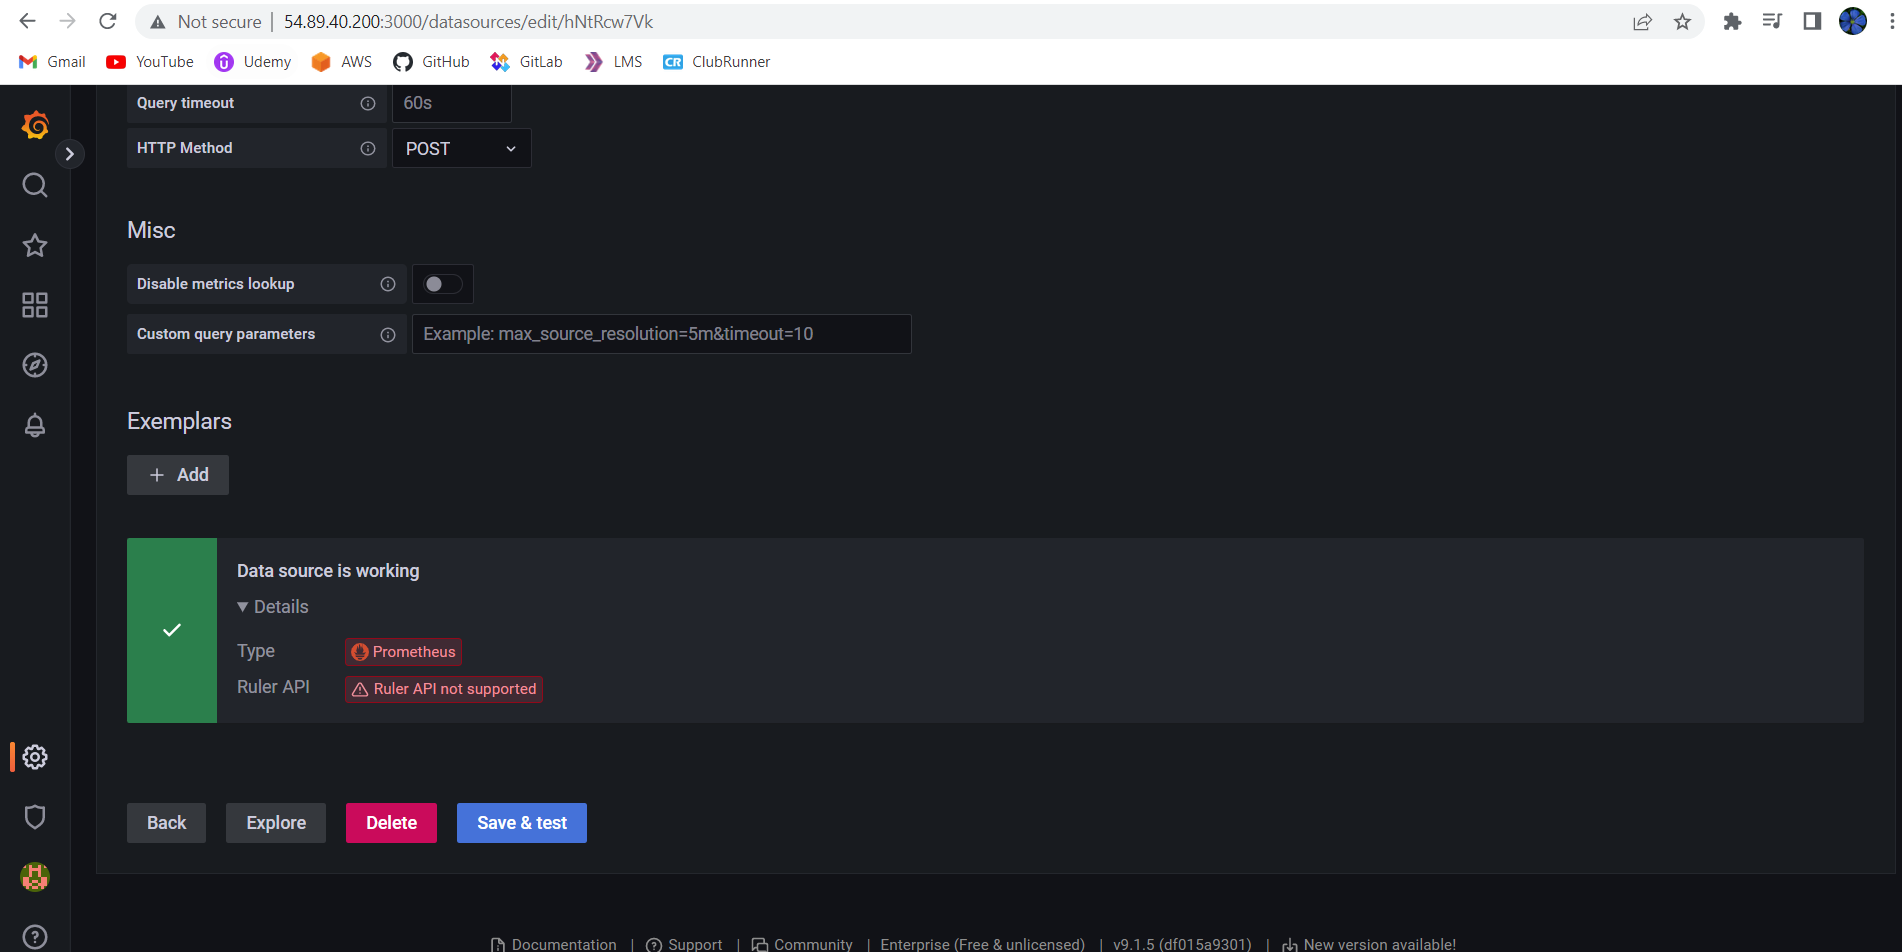 Not secure | 54.89.40.200:3000/datasources/edit/hNtRcw7Vk
Gmail YouTube Udemy AWS GitHub GitLab LMS CR ClubRunner
Query timeout 60s
HTTP Method POST
Misc
Disable metrics lookup
Custom query parameters Example: max_source_resolution=5m&timeout=10
Exemplars
+ Add
Data source is working
▼ Details
Type Prometheus
Ruler API Ruler API not supported
Back Explore Delete Save & test
Documentation | Support | Community | Enterprise (Free & unlicensed) | v9.1.5 (df015a9301) | New version available!